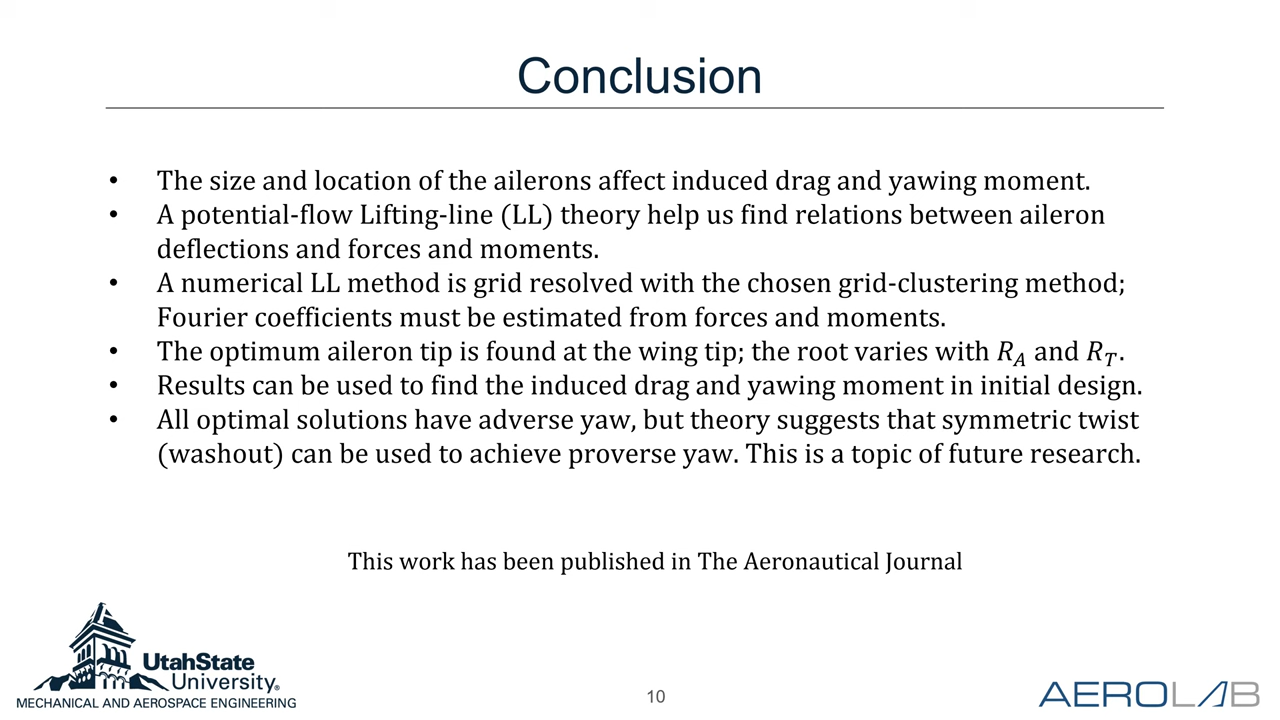 Conclusion
• The size and location of the ailerons affect induced drag and yawing moment.
• A potential-flow Lifting-line (LL) theory help us find relations between aileron
deflections and forces and moments.
• A numerical LL method is grid resolved with the chosen grid-clustering method;
Fourier coefficients must be estimated from forces and moments.
• The optimum aileron tip is found at the wing tip; the root varies with R_A and R_T.
• Results can be used to find the induced drag and yawing moment in initial design.
• All optimal solutions have adverse yaw, but theory suggests that symmetric twist
(washout) can be used to achieve proverse yaw. This is a topic of future research.
This work has been published in The Aeronautical Journal
UtahState
University®
MECHANICAL AND AEROSPACE ENGINEERING
10
AEROLAB